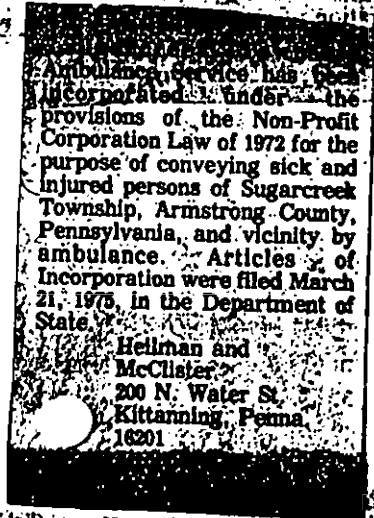 Ambulance Service has been
incorporated under the
provisions of the Non-Profit
Corporation Law of 1972 for the
purpose of conveying sick and
injured persons of Sugarcreek
Township, Armstrong County,
Pennsylvania, and vicinity by
ambulance. Articles of
Incorporation were filed March
21, 1975, in the Department of
State.
Heilman and
McClister
200 N. Water St.
Kittanning, Penna.
16201